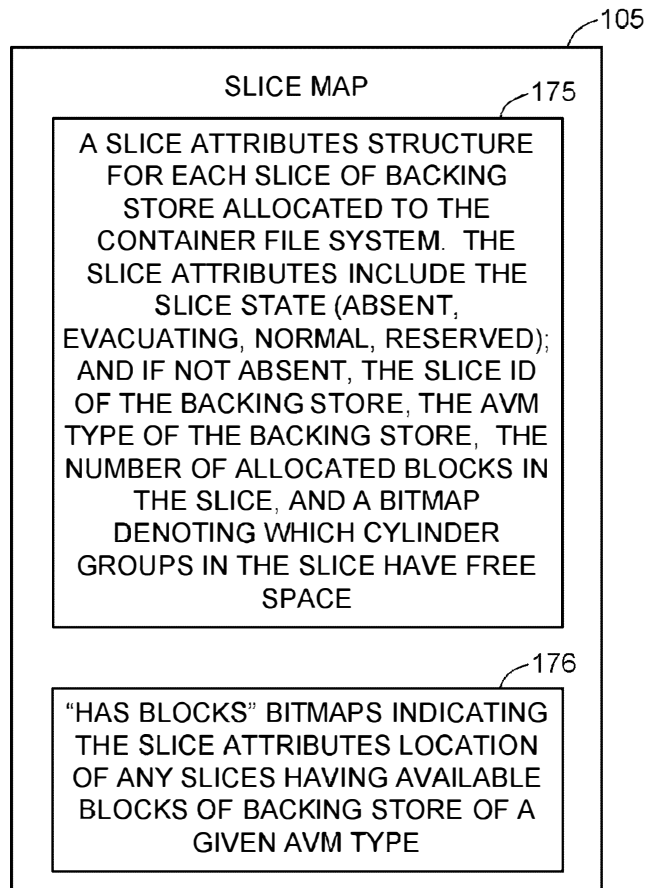 105
SLICE MAP
175
A SLICE ATTRIBUTES STRUCTURE
FOR EACH SLICE OF BACKING
STORE ALLOCATED TO THE
CONTAINER FILE SYSTEM. THE
SLICE ATTRIBUTES INCLUDE THE
SLICE STATE (ABSENT,
EVACUATING, NORMAL, RESERVED);
AND IF NOT ABSENT, THE SLICE ID
OF THE BACKING STORE, THE AVM
TYPE OF THE BACKING STORE, THE
NUMBER OF ALLOCATED BLOCKS IN
THE SLICE, AND A BITMAP
DENOTING WHICH CYLINDER
GROUPS IN THE SLICE HAVE FREE
SPACE
176
“HAS BLOCKS” BITMAPS INDICATING
THE SLICE ATTRIBUTES LOCATION
OF ANY SLICES HAVING AVAILABLE
BLOCKS OF BACKING STORE OF A
GIVEN AVM TYPE